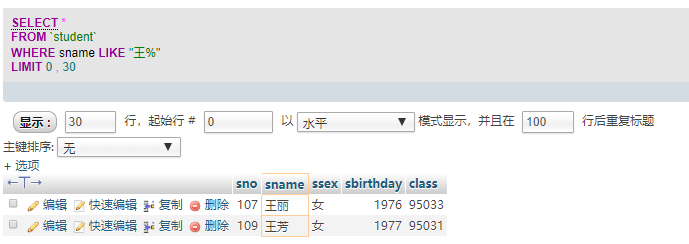 SELECT *
FROM `student`
WHERE sname LIKE "王%"
LIMIT 0 , 30
显示 : 30 行，起始行 # 0 以 水平 ▼ 模式显示，并且在 100 行后重复标题
主键排序: 无 ▼
+ 选项
←T→ sno sname ssex sbirthday class
编辑 快速编辑 复制 删除 107 王丽 女 1976 95033
编辑 快速编辑 复制 删除 109 王芳 女 1977 95031